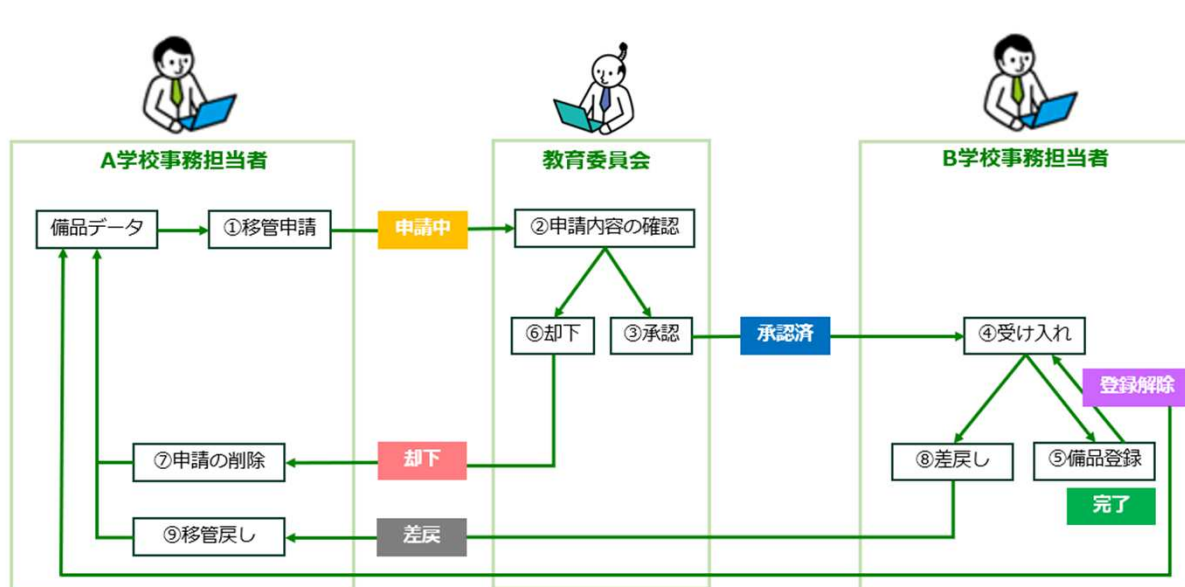 A学校事務担当者
教育委員会
B学校事務担当者
備品データ
①移管申請
申請中
②申請内容の確認
⑥却下
③承認
承認済
④受け入れ
登録解除
⑦申請の削除
却下
⑧差戻し
⑤備品登録
完了
⑨移管戻し
差戻